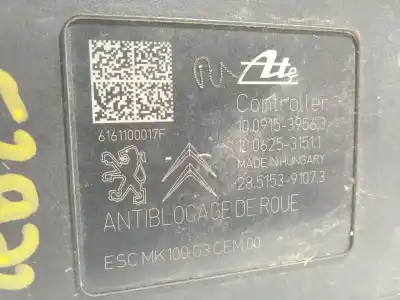 Ate
Controller
10.0915-3956.3
10.0625-3151.1
MADE IN HUNGARY
28.5153-9107.3
6161100017F
ANTIBLOCAGE DE ROUE
ESC MK100 G3 CEM 00